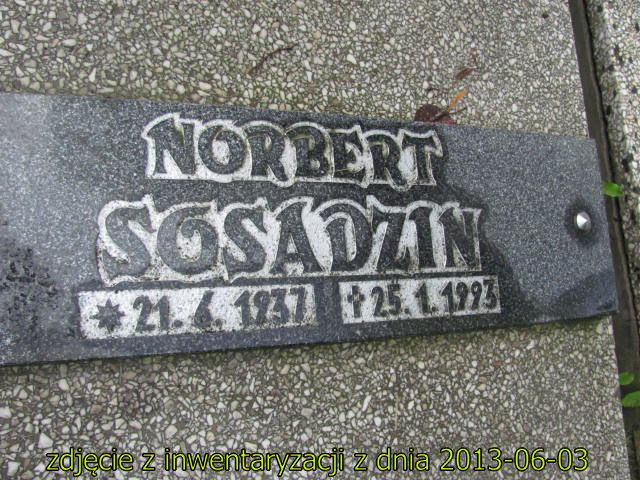 NORBERT
SOSADZIN
* 21. 6. 1937 † 25. 1. 1993
zdjęcie z inwentaryzacji z dnia 2013-06-03